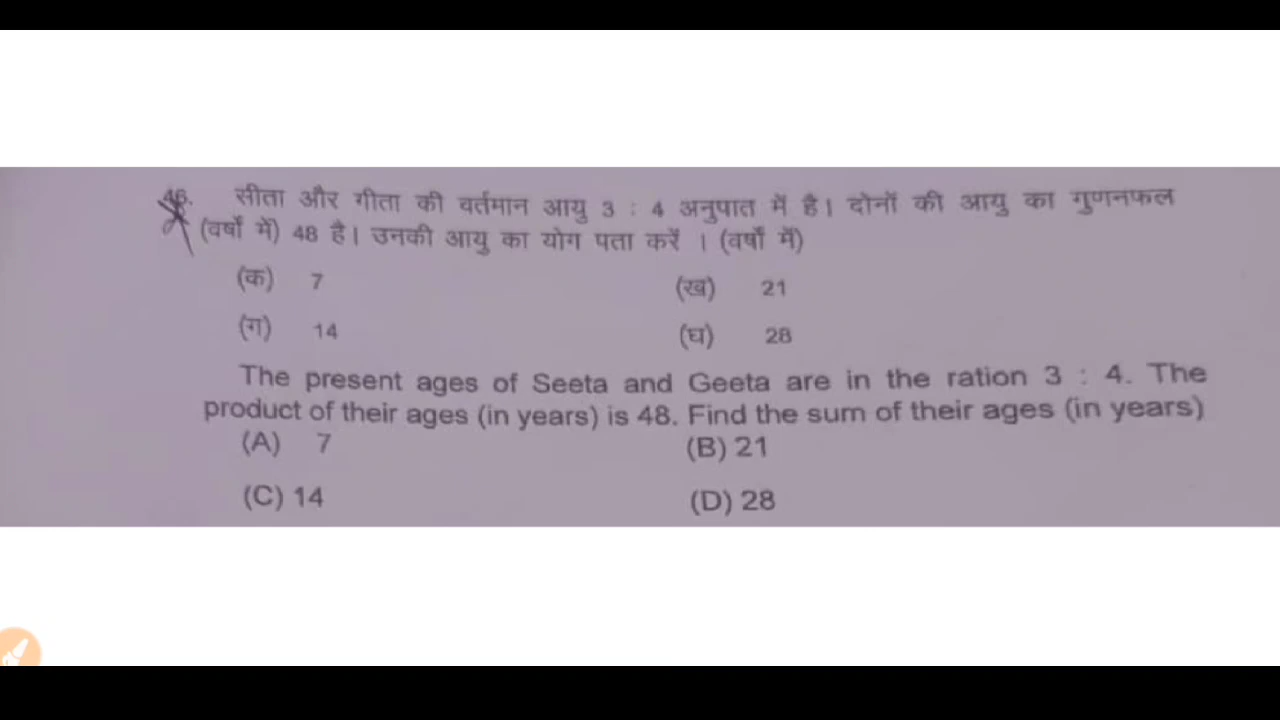 46. सीता और गीता की वर्तमान आयु 3 : 4 अनुपात में है। दोनों की आयु का गुणनफल
(वर्षों में) 48 है। उनकी आयु का योग पता करें । (वर्षों में)
(क) 7 (ख) 21
(ग) 14 (घ) 28
The present ages of Seeta and Geeta are in the ration 3 : 4. The
product of their ages (in years) is 48. Find the sum of their ages (in years)
(A) 7 (B) 21
(C) 14 (D) 28